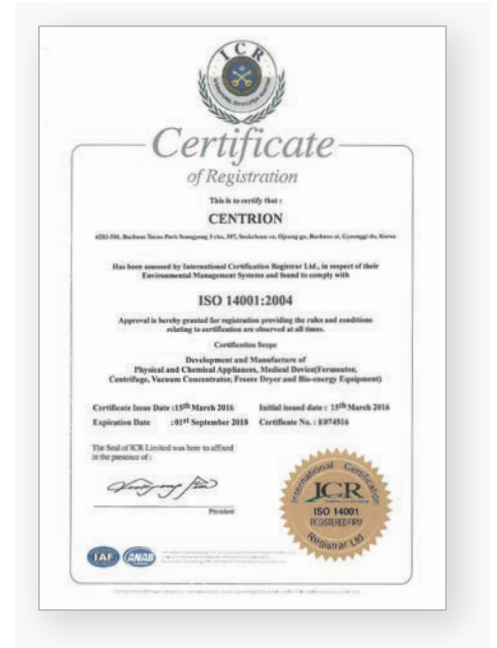 ICR
Certificate
of Registration
This is to certify that :
CENTRION
Has been assessed by International Certification Registrar Ltd., in respect of their
Environmental Management Systems and found to comply with
ISO 14001:2004
Approval is hereby granted for registration providing the rules and conditions
relating to certification are observed at all times.
Certification Scope
Development and Manufacture of
Physical and Chemical Appliances, Medical Device(Fermentor,
Centrifuge, Vacuum Concentrator, Freeze Dryer and Bio-energy Equipment)
Certificate Issue Date :15th March 2016 Initial issued date : 15th March 2016
Expiration Date :01st September 2018 Certificate No. : E074516
The Seal of ICR Limited was here to affixed
in the presence of :
President
International Certification
ICR
ISO 14001
REGISTERED FIRM
Registrar Ltd
IAF ANAB